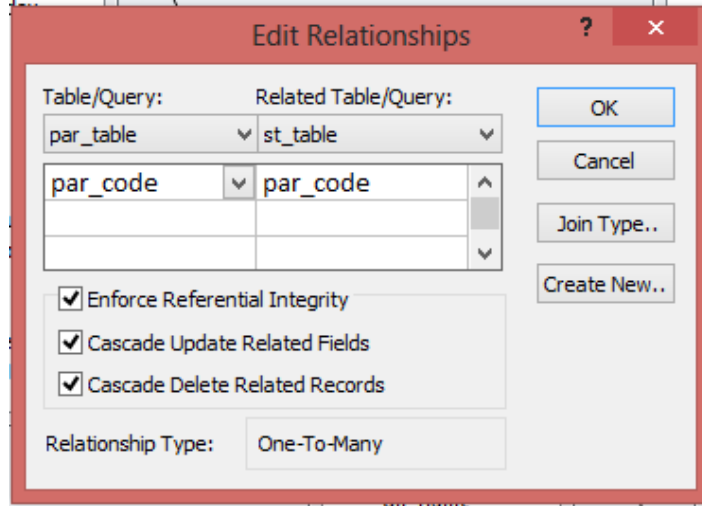 Edit Relationships
?
Table/Query: Related Table/Query:
par_table st_table
par_code par_code
Enforce Referential Integrity
Cascade Update Related Fields
Cascade Delete Related Records
Relationship Type: One-To-Many
OK
Cancel
Join Type..
Create New..